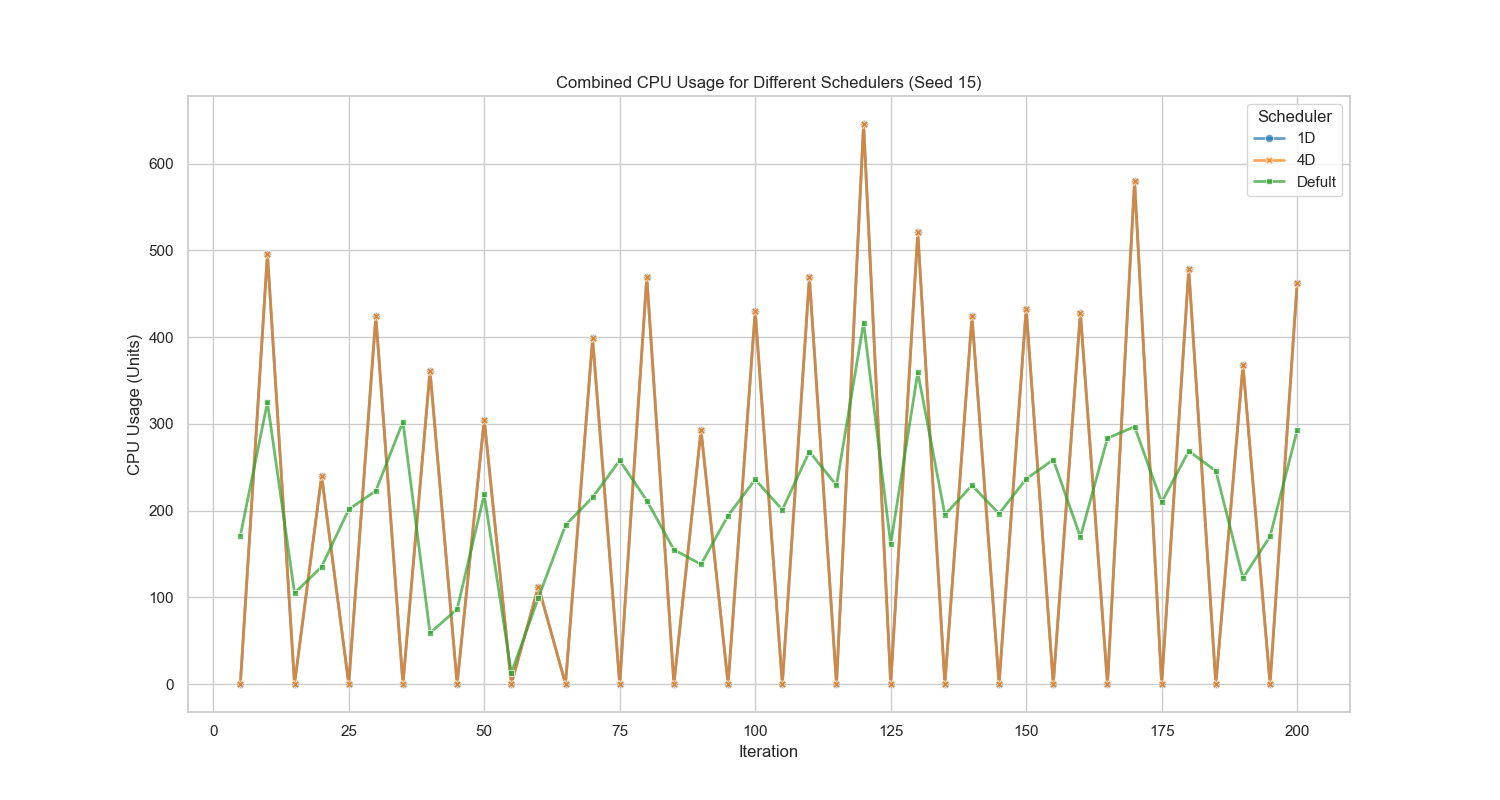 Combined CPU Usage for Different Schedulers (Seed 15)
Scheduler
1D
4D
Defult
CPU Usage (Units)
600
500
400
300
200
100
0
0 25 50 75 100 125 150 175 200
Iteration